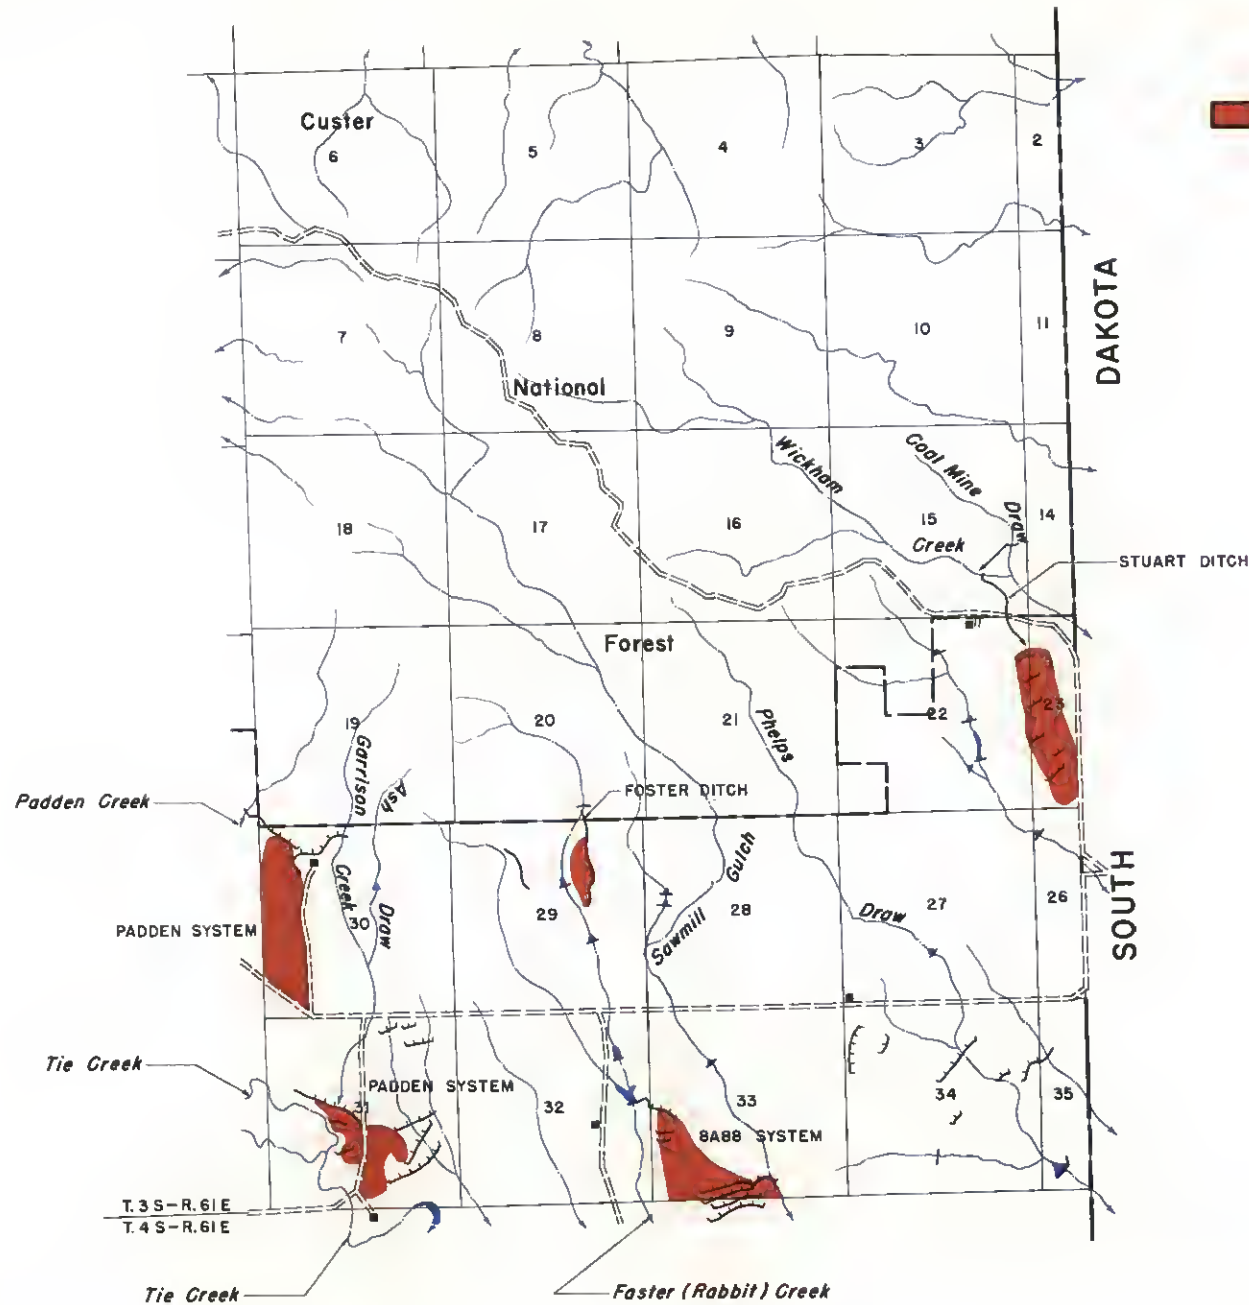 Custer
6
5
4
3
2
7
8
9
10
11
DAKOTA
National
Wickham
Coal Mine
18
17
16
15
14
Draw
Creek
STUART DITCH
Forest
19
20
21
22
23
Garrison
Phelps
Ash
Padden Creek
FOSTER DITCH
Gulch
Creek
30
Draw
29
28
27
26
Draw
PADDEN SYSTEM
Sawmill
SOUTH
Tie Creek
PADDEN SYSTEM
31
32
33
34
35
8A88 SYSTEM
T.3 S-R.61 E
T.4 S-R.61 E
Tie Creek
Foster (Rabbit) Creek